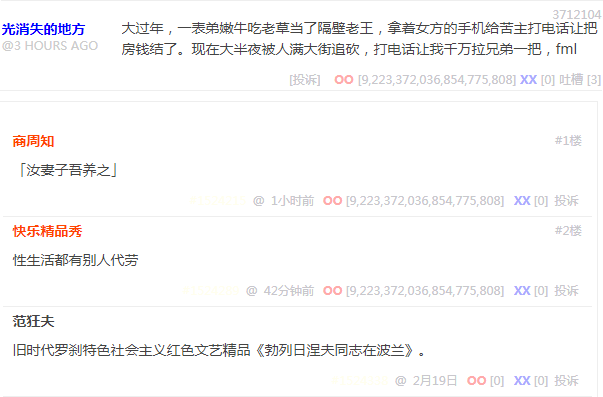 3712104
光消失的地方
@3 HOURS AGO
大过年，一表弟嫩牛吃老草当了隔壁老王，拿着女方的手机给苦主打电话让把
房钱结了。现在大半夜被人满大街追砍，打电话让我千万拉兄弟一把，fml
[投诉] OO [9,223,372,036,854,775,808] XX [0] 吐槽 [3]
商周知 #1楼
「汝妻子吾养之」
@ 1小时前 OO [9,223,372,036,854,775,808] XX [0] 投诉
快乐精品秀 #2楼
性生活都有别人代劳
@ 42分钟前 OO [9,223,372,036,854,775,808] XX [0] 投诉
范狂夫
旧时代罗刹特色社会主义红色文艺精品《勃列日涅夫同志在波兰》。
@ 2月19日 OO [0] XX [0] 投诉